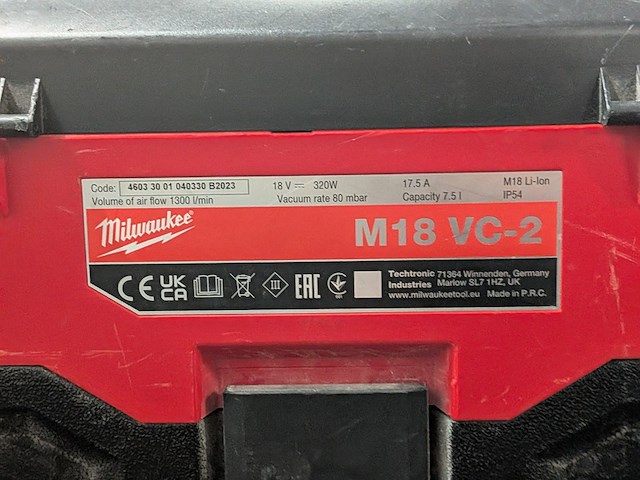 Code: 4603 30 01 040330 B2023 18 V 320W 17.5 A M18 Li-Ion
Volume of air flow 1300 l/min Vacuum rate 80 mbar Capacity 7.5 l IP54
Milwaukee
M18 VC-2
CE UK CA III EAC
Techtronic Industries
71364 Winnenden, Germany
Marlow SL7 1HZ, UK
www.milwaukeetool.eu Made in P.R.C.